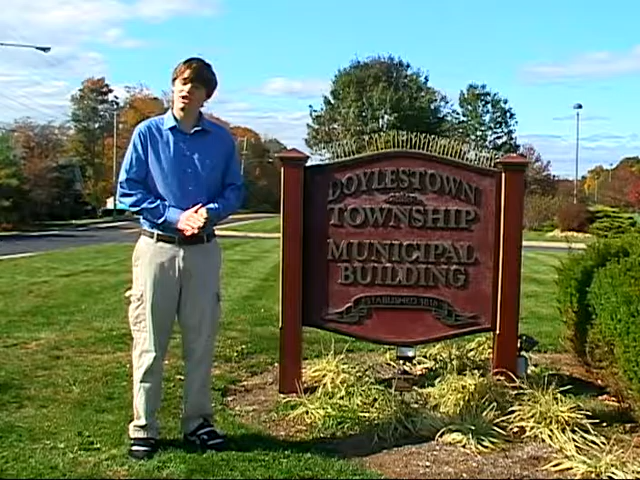 DOYLESTOWN
TOWNSHIP
MUNICIPAL
BUILDING
ESTABLISHED 1818